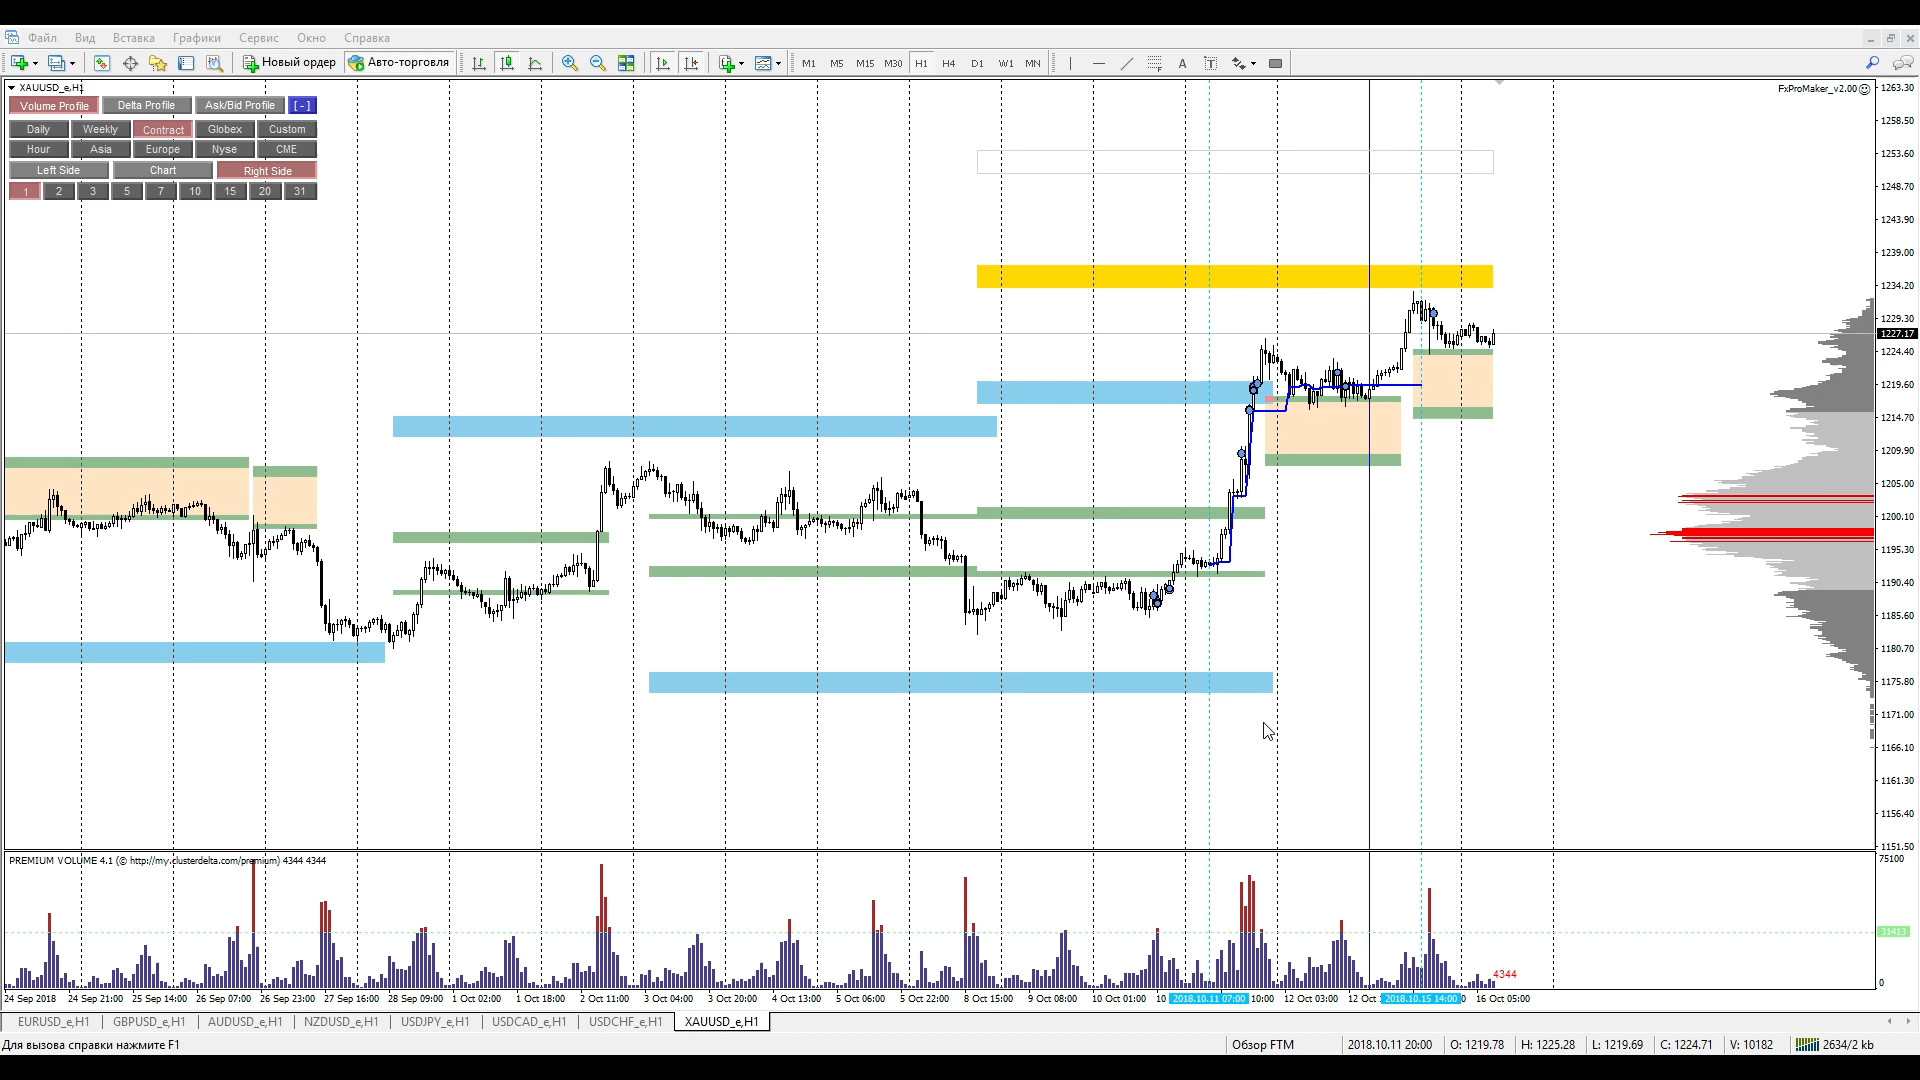 Файл Вид Вставка Графики Сервис Окно Справка
Новый ордер Авто-торговля M1 M5 M15 M30 H1 H4 D1 W1 MN A T
XAUUSD_e,H1
FxProMaker_v2.00
Volume Profile Delta Profile Ask/Bid Profile [-]
Daily Weekly Contract Globex Custom
Hour Asia Europe Nyse CME
Left Side Chart Right Side
1 2 3 5 7 10 15 20 31
1263.30
1258.50
1253.60
1248.70
1243.90
1239.00
1234.20
1229.30
1227.17
1224.40
1219.60
1214.70
1209.90
1205.00
1200.10
1195.30
1190.40
1185.60
1180.70
1175.80
1171.00
1166.10
1161.30
1156.40
1151.50
PREMIUM VOLUME 4.1 (© http://my.clusterdelta.com/premium) 4344 4344
75100
31413
4344
0
24 Sep 2018 24 Sep 21:00 25 Sep 14:00 26 Sep 07:00 26 Sep 23:00 27 Sep 16:00 28 Sep 09:00 1 Oct 02:00 1 Oct 18:00 2 Oct 11:00 3 Oct 04:00 3 Oct 20:00 4 Oct 13:00 5 Oct 06:00 5 Oct 22:00 8 Oct 15:00 9 Oct 08:00 10 Oct 01:00 10 2018.10.11 07:00 10:00 12 Oct 03:00 12 Oct 2018.10.15 14:00 0 16 Oct 05:00
EURUSD_e,H1 GBPUSD_e,H1 AUDUSD_e,H1 NZDUSD_e,H1 USDJPY_e,H1 USDCAD_e,H1 USDCHF_e,H1 XAUUSD_e,H1
Для вызова справки нажмите F1 Обзор FTM 2018.10.11 20:00 O: 1219.78 H: 1225.28 L: 1219.69 C: 1224.71 V: 10182 2634/2 kb